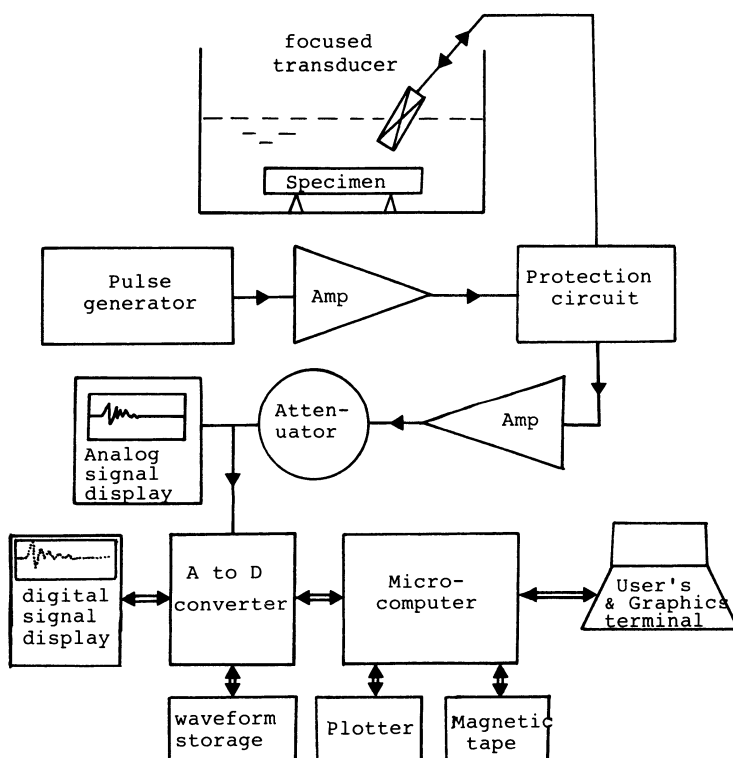 focused
transducer
Specimen
Pulse
generator
Amp
Protection
circuit
Analog
signal
display
Atten-
uator
Amp
digital
signal
display
A to D
converter
Micro-
computer
User's
& Graphics
terminal
waveform
storage
Plotter
Magnetic
tape